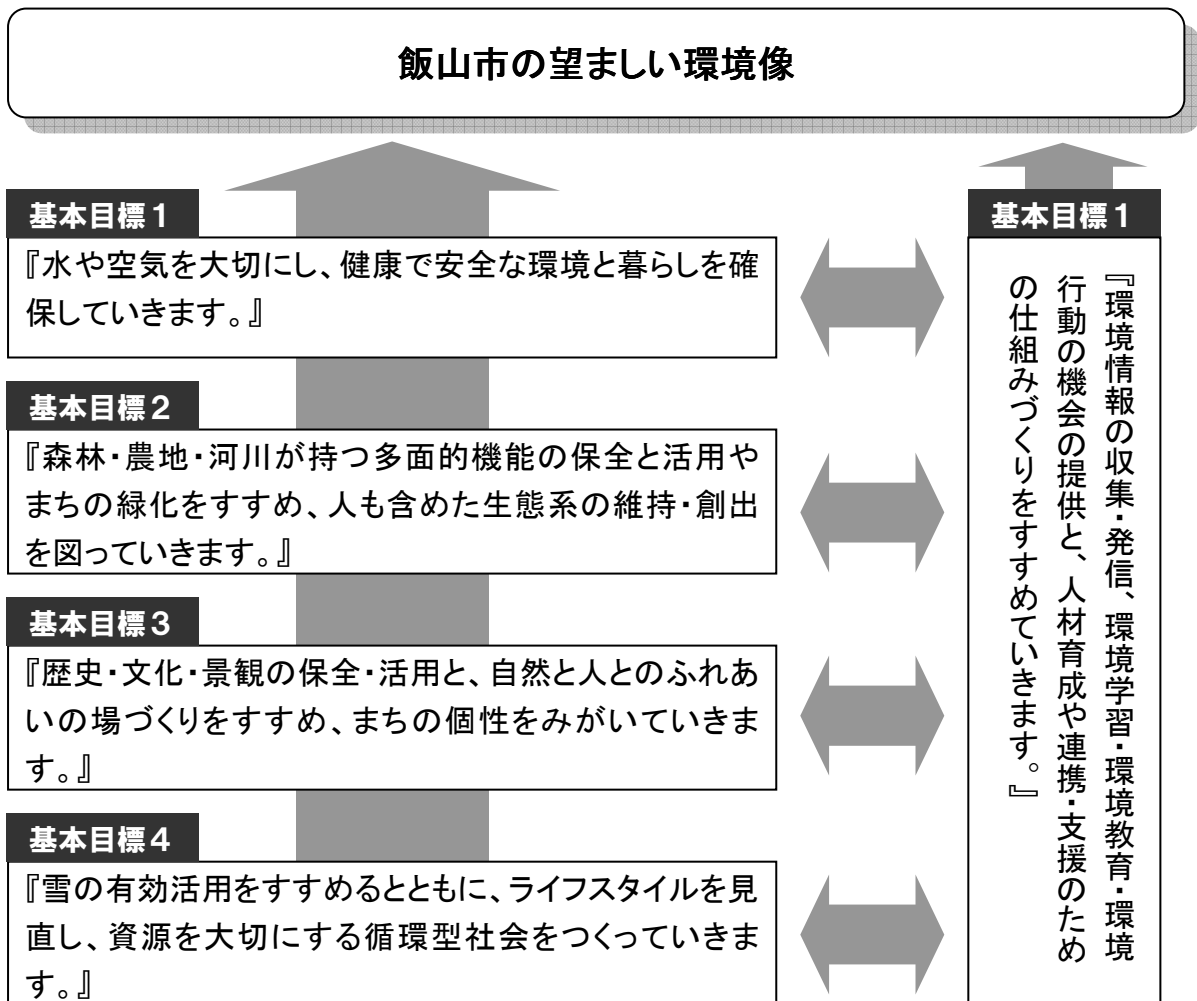 飯山市の望ましい環境像
基本目標1
『水や空気を大切にし、健康で安全な環境と暮らしを確
保していきます。』
基本目標2
『森林・農地・河川が持つ多面的機能の保全と活用や
まちの緑化をすすめ、人も含めた生態系の維持・創出
を図っていきます。』
基本目標3
『歴史・文化・景観の保全・活用と、自然と人とのふれあ
いの場づくりをすすめ、まちの個性をみがいていきま
す。』
基本目標4
『雪の有効活用をすすめるとともに、ライフスタイルを見
直し、資源を大切にする循環型社会をつくっていきま
す。』
基本目標1
『環境情報の収集・発信、環境学習・環境教育・環境
行動の機会の提供と、人材育成や連携・支援のため
の仕組みづくりをすすめていきます。』